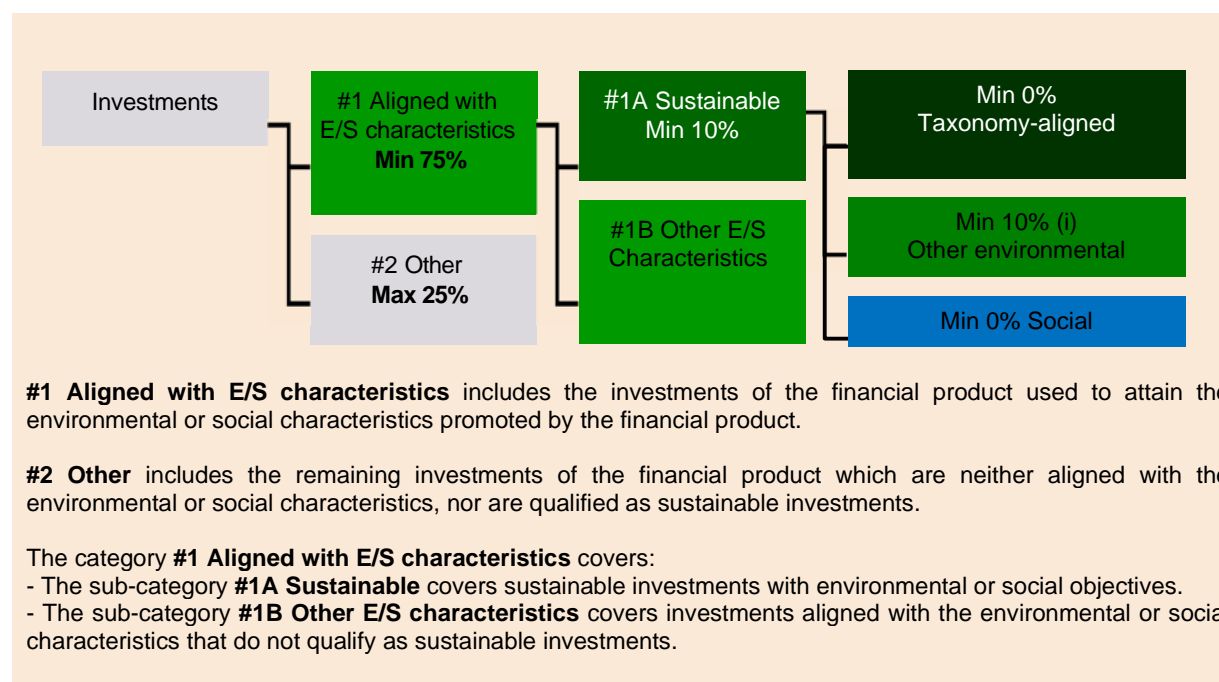 Investments
#1 Aligned with
E/S characteristics
Min 75%
#2 Other
Max 25%
#1A Sustainable
Min 10%
#1B Other E/S
Characteristics
Min 0%
Taxonomy-aligned
Min 10% (i)
Other environmental
Min 0% Social
#1 Aligned with E/S characteristics includes the investments of the financial product used to attain the
environmental or social characteristics promoted by the financial product.
#2 Other includes the remaining investments of the financial product which are neither aligned with the
environmental or social characteristics, nor are qualified as sustainable investments.
The category #1 Aligned with E/S characteristics covers:
- The sub-category #1A Sustainable covers sustainable investments with environmental or social objectives.
- The sub-category #1B Other E/S characteristics covers investments aligned with the environmental or social
characteristics that do not qualify as sustainable investments.